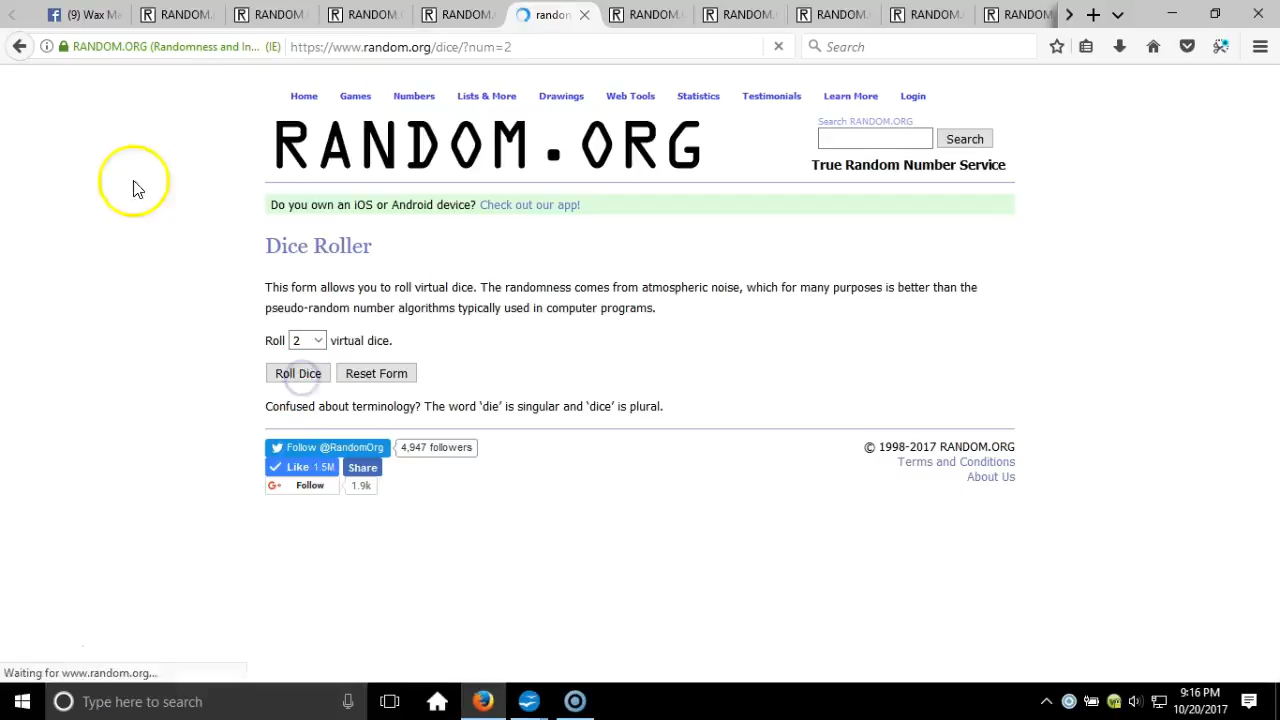 (9) Wax M
RANDOM.
RANDOM.
RANDOM.
RANDOM.
randon
RANDOM.
RANDOM.
RANDOM.
RANDOM.
RANDOM
RANDOM.ORG (Randomness and In... (IE)
https://www.random.org/dice/?num=2
Search
Home Games Numbers Lists & More Drawings Web Tools Statistics Testimonials Learn More Login
RANDOM.ORG
Search RANDOM.ORG
Search
True Random Number Service
Do you own an iOS or Android device? Check out our app!
Dice Roller
This form allows you to roll virtual dice. The randomness comes from atmospheric noise, which for many purposes is better than the
pseudo-random number algorithms typically used in computer programs.
Roll 2 virtual dice.
Roll Dice Reset Form
Confused about terminology? The word ‘die’ is singular and ‘dice’ is plural.
Follow @RandomOrg 4,947 followers
Like 1.5M Share
G+ Follow 1.9k
© 1998-2017 RANDOM.ORG
Terms and Conditions
About Us
Waiting for www.random.org...
Type here to search
9:16 PM
10/20/2017